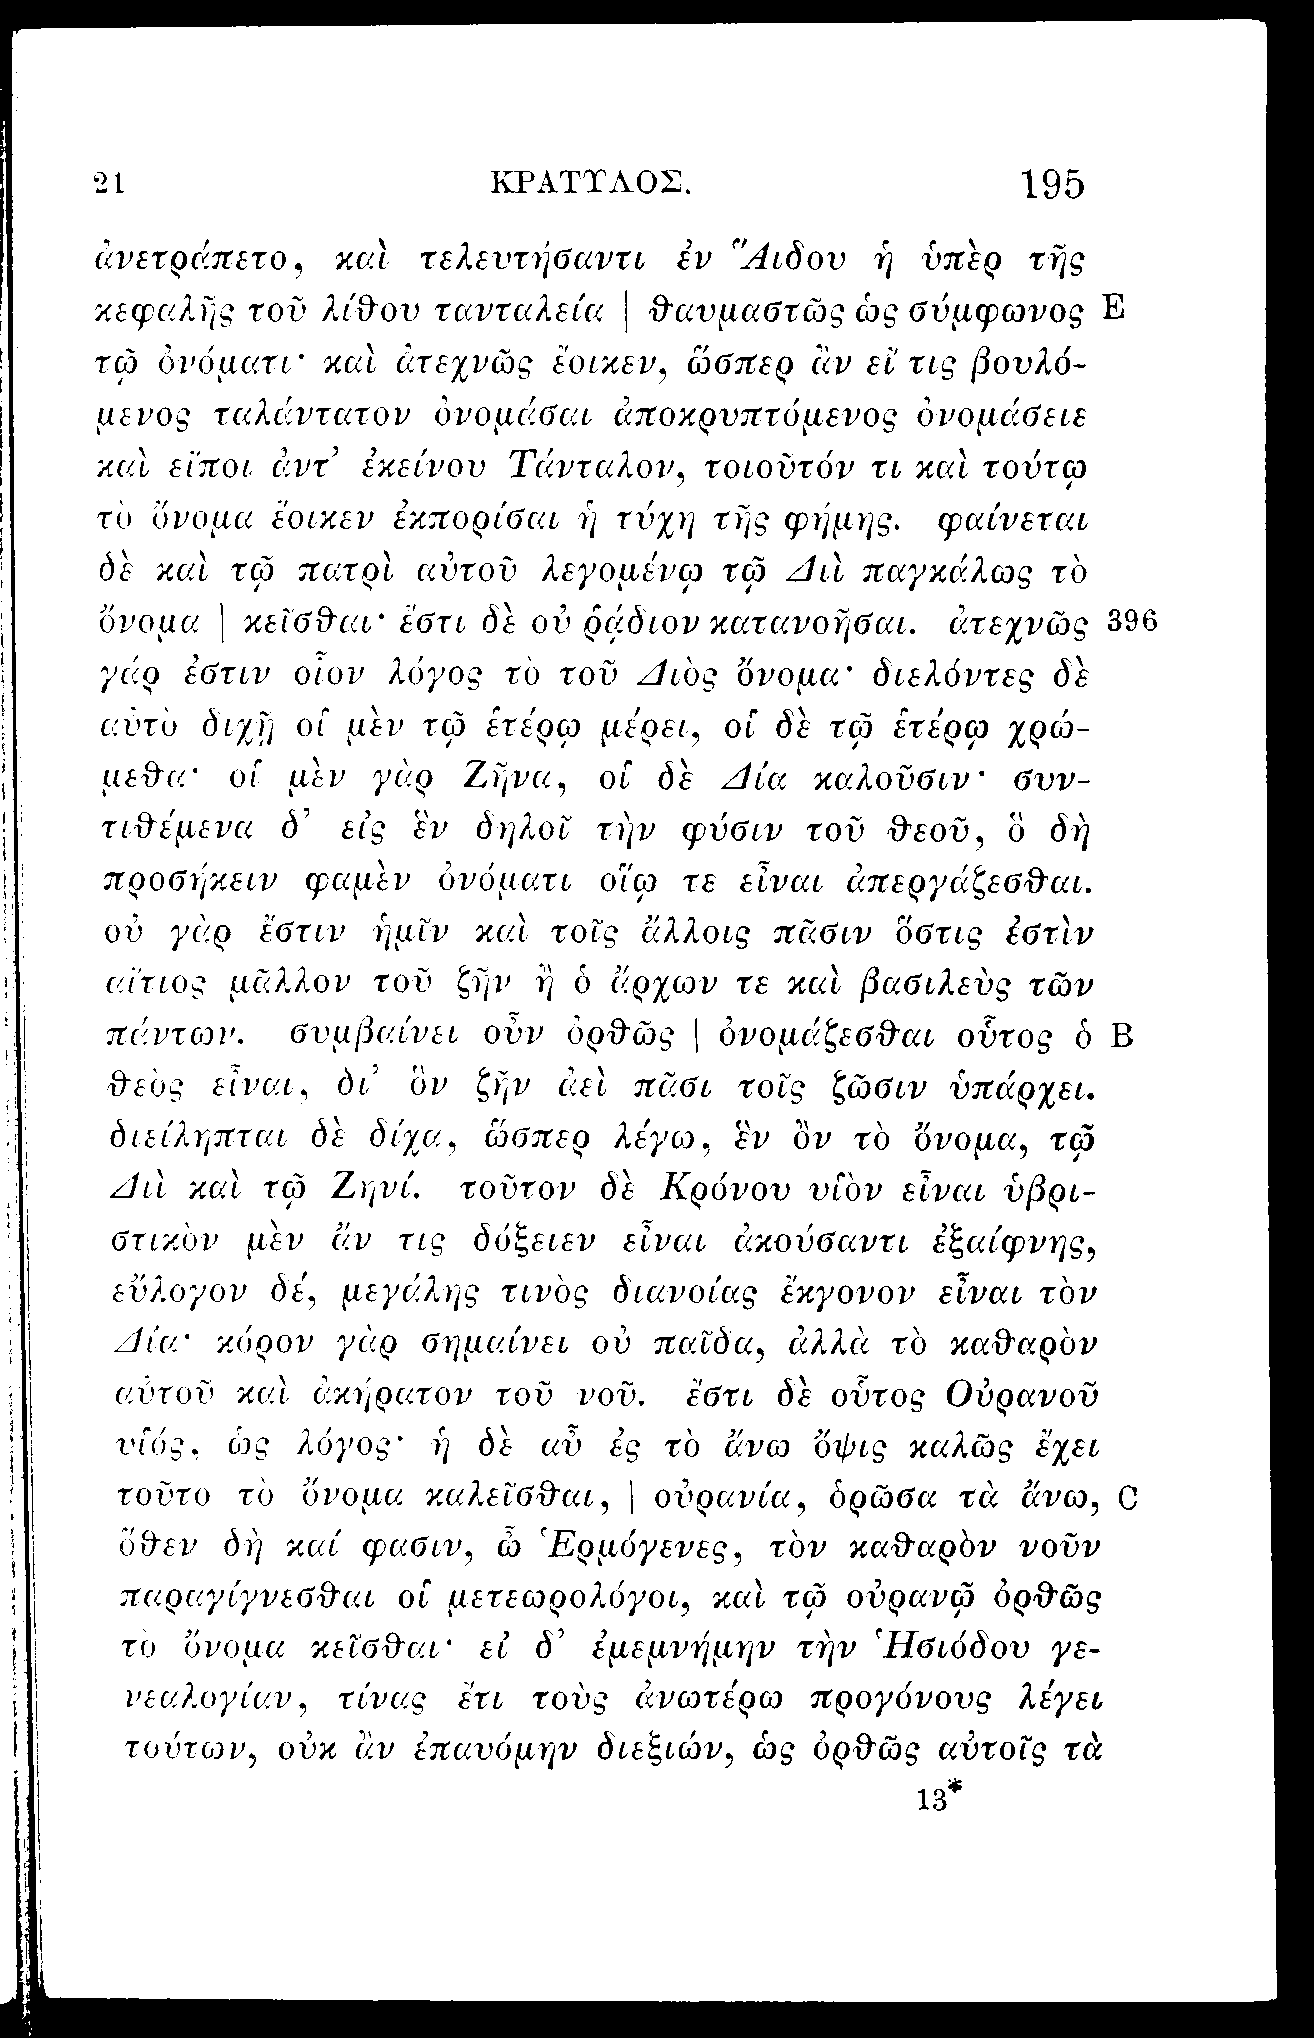 21 ΚΡΑΤΥΛΟΣ. 195
ἀνετράπετο, καὶ τελευτήσαντι ἐν Ἅιδου ἡ ὑπὲρ τῆς
κεφαλῆς τοῦ λίθου τανταλεία | θαυμαστῶς ὡς σύμφωνος E
τῷ ὀνόματι· καὶ ἀτεχνῶς ἔοικεν, ὥσπερ ἂν εἴ τις βουλό-
μενος ταλάντατον ὀνομάσαι ἀποκρυπτόμενος ὀνομάσειε
καὶ εἴποι ἀντ’ ἐκείνου Τάνταλον, τοιοῦτόν τι καὶ τούτῳ
τὸ ὄνομα ἔοικεν ἐκπορίσαι ἡ τύχη τῆς φήμης. φαίνεται
δὲ καὶ τῷ πατρὶ αὐτοῦ λεγομένῳ τῷ Διὶ παγκάλως τὸ
ὄνομα | κεῖσθαι· ἔστι δὲ οὐ ῥᾴδιον κατανοῆσαι. ἀτεχνῶς 396
γάρ ἐστιν οἷον λόγος τὸ τοῦ Διὸς ὄνομα· διελόντες δὲ
αὐτὸ διχῇ οἱ μὲν τῷ ἑτέρῳ μέρει, οἱ δὲ τῷ ἑτέρῳ χρώ-
μεθα· οἱ μὲν γὰρ Ζῆνα, οἱ δὲ Δία καλοῦσιν· συν-
τιθέμενα δ’ εἰς ἓν δηλοῖ τὴν φύσιν τοῦ θεοῦ, ὃ δὴ
προσήκειν φαμὲν ὀνόματι οἵῳ τε εἶναι ἀπεργάζεσθαι.
οὐ γὰρ ἔστιν ἡμῖν καὶ τοῖς ἄλλοις πᾶσιν ὅστις ἐστὶν
αἴτιος μᾶλλον τοῦ ζῆν ἢ ὁ ἄρχων τε καὶ βασιλεὺς τῶν
πάντων. συμβαίνει οὖν ὀρθῶς | ὀνομάζεσθαι οὗτος ὁ B
θεὸς εἶναι, δι’ ὃν ζῆν ἀεὶ πᾶσι τοῖς ζῶσιν ὑπάρχει.
διείληπται δὲ δίχα, ὥσπερ λέγω, ἓν ὂν τὸ ὄνομα, τῷ
Διὶ καὶ τῷ Ζηνί. τοῦτον δὲ Κρόνου υἱὸν εἶναι ὑβρι-
στικὸν μὲν ἄν τις δόξειεν εἶναι ἀκούσαντι ἐξαίφνης,
εὔλογον δέ, μεγάλης τινὸς διανοίας ἔκγονον εἶναι τὸν
Δία· κόρον γὰρ σημαίνει οὐ παῖδα, ἀλλὰ τὸ καθαρὸν
αὐτοῦ καὶ ἀκήρατον τοῦ νοῦ. ἔστι δὲ οὗτος Οὐρανοῦ
υἱός, ὡς λόγος· ἡ δὲ αὖ ἐς τὸ ἄνω ὄψις καλῶς ἔχει
τοῦτο τὸ ὄνομα καλεῖσθαι, | οὐρανία, ὁρῶσα τὰ ἄνω, C
ὅθεν δὴ καί φασιν, ὦ Ἑρμόγενες, τὸν καθαρὸν νοῦν
παραγίγνεσθαι οἱ μετεωρολόγοι, καὶ τῷ οὐρανῷ ὀρθῶς
τὸ ὄνομα κεῖσθαι· εἰ δ’ ἐμεμνήμην τὴν Ἡσιόδου γε-
νεαλογίαν, τίνας ἔτι τοὺς ἀνωτέρω προγόνους λέγει
τούτων, οὐκ ἂν ἐπαυόμην διεξιών, ὡς ὀρθῶς αὐτοῖς τὰ
13*